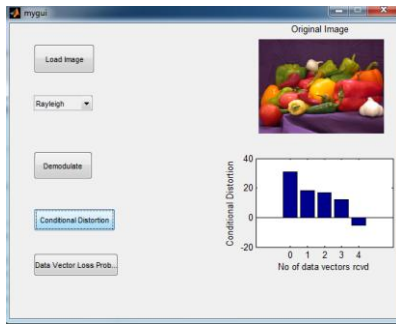 mygui
Original Image
Load Image
Rayleigh
Demodulate
Conditional Distortion
Data Vector Loss Prob...
Conditional Distortion
40
20
0
-20
0 1 2 3 4
No of data vectors rcvd